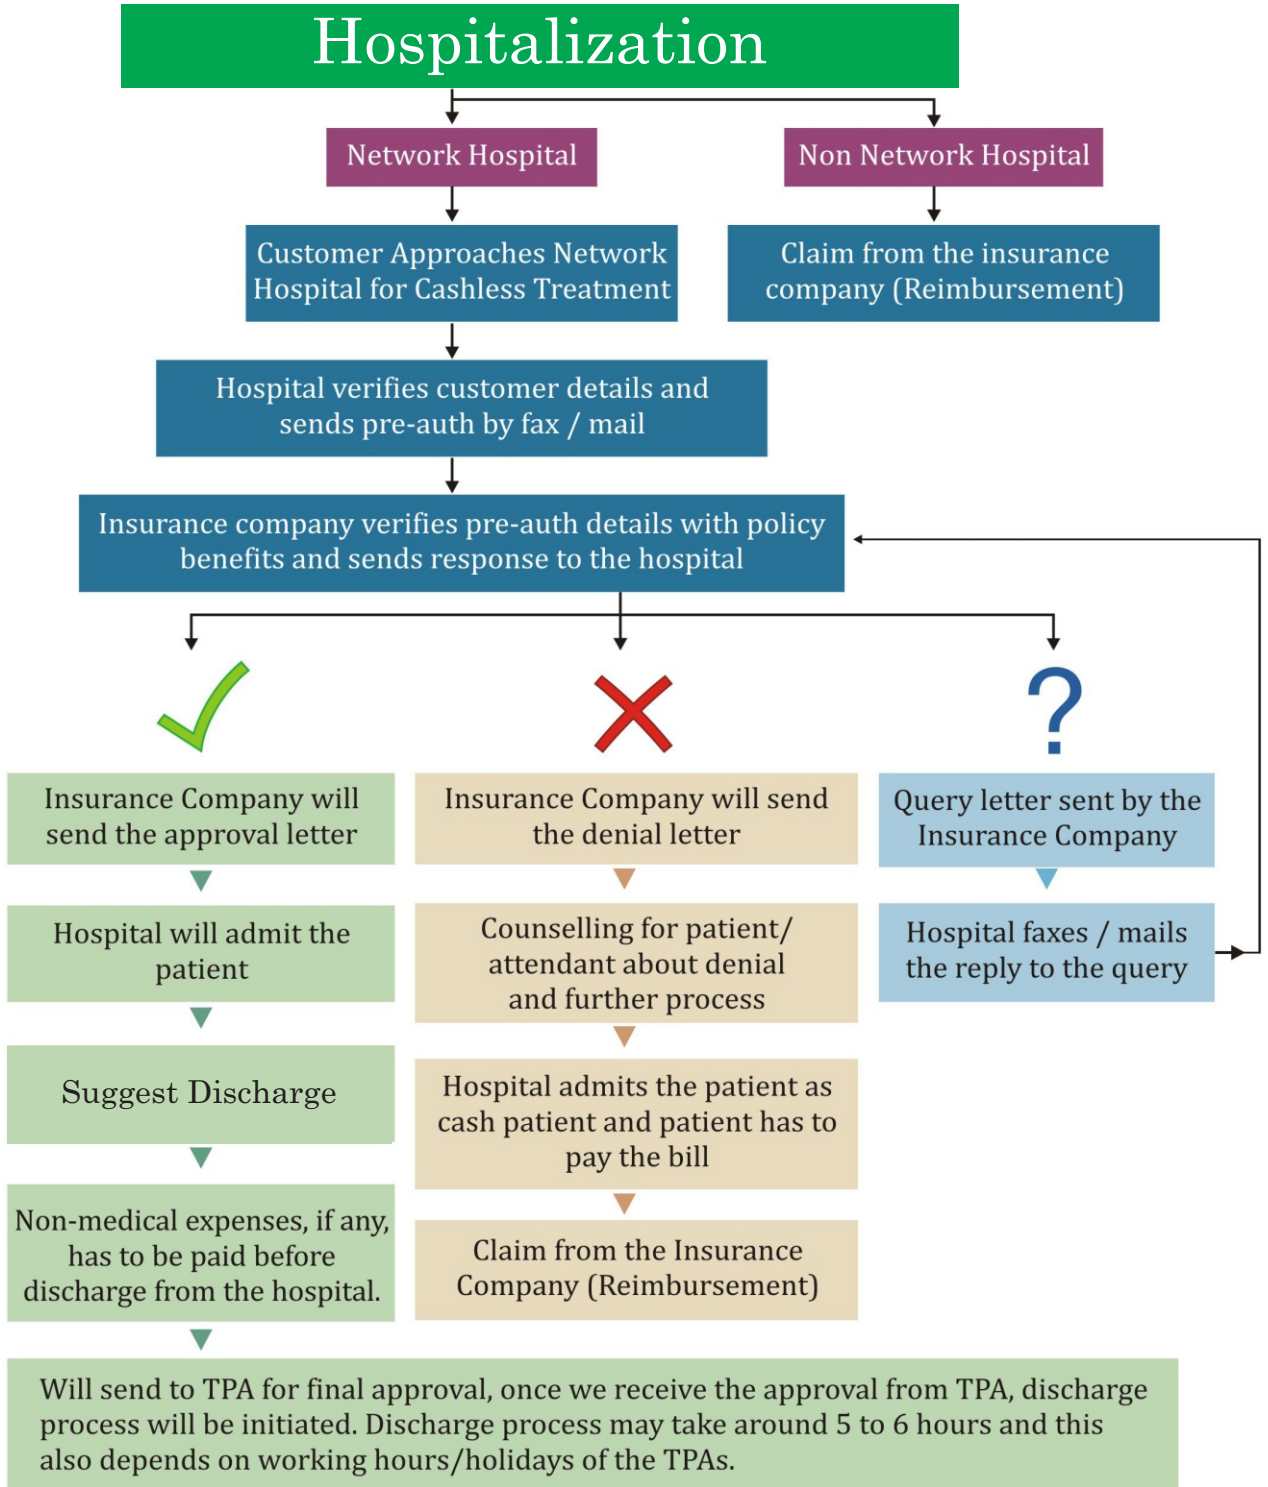 Hospitalization
Network Hospital
Non Network Hospital
Customer Approaches Network
Hospital for Cashless Treatment
Claim from the insurance
company (Reimbursement)
Hospital verifies customer details and
sends pre-auth by fax / mail
Insurance company verifies pre-auth details with policy
benefits and sends response to the hospital
?
Insurance Company will
send the approval letter
Hospital will admit the
patient
Suggest Discharge
Non-medical expenses, if any,
has to be paid before
discharge from the hospital.
Insurance Company will send
the denial letter
Counselling for patient/
attendant about denial
and further process
Hospital admits the patient as
cash patient and patient has to
pay the bill
Claim from the Insurance
Company (Reimbursement)
Query letter sent by the
Insurance Company
Hospital faxes / mails
the reply to the query
Will send to TPA for final approval, once we receive the approval from TPA, discharge
process will be initiated. Discharge process may take around 5 to 6 hours and this
also depends on working hours/holidays of the TPAs.